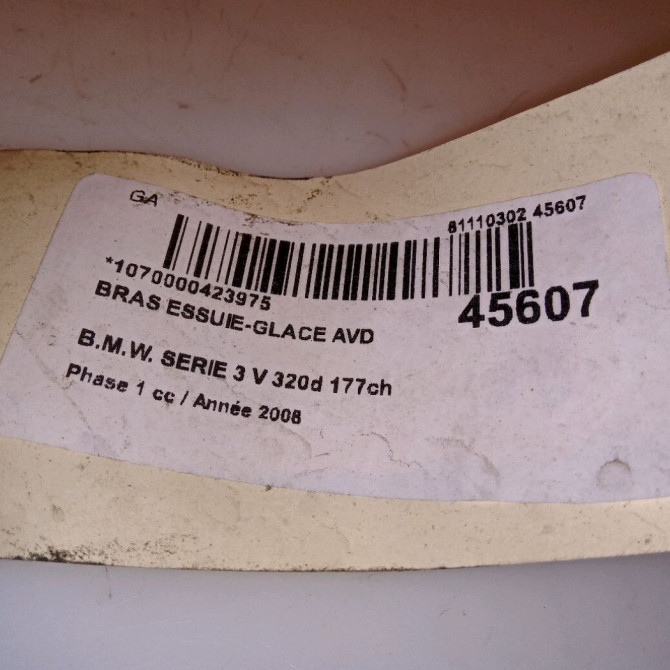 GA
81110302 45607
*1070000423975
45607
BRAS ESSUIE-GLACE AVD
B.M.W. SERIE 3 V 320d 177ch
Phase 1 cc / Année 2008